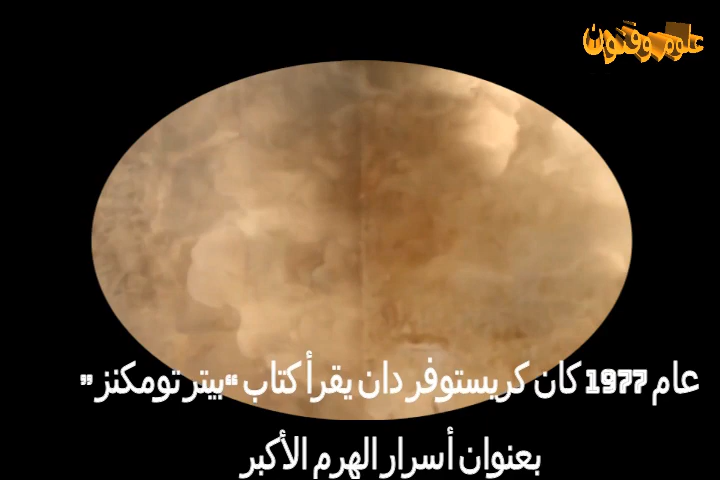 علوم وفنون
عام 1977 كان كريستوفر دان يقرأ كتاب “بيتر تومكنز ”
بعنوان أسرار الهرم الأكبر